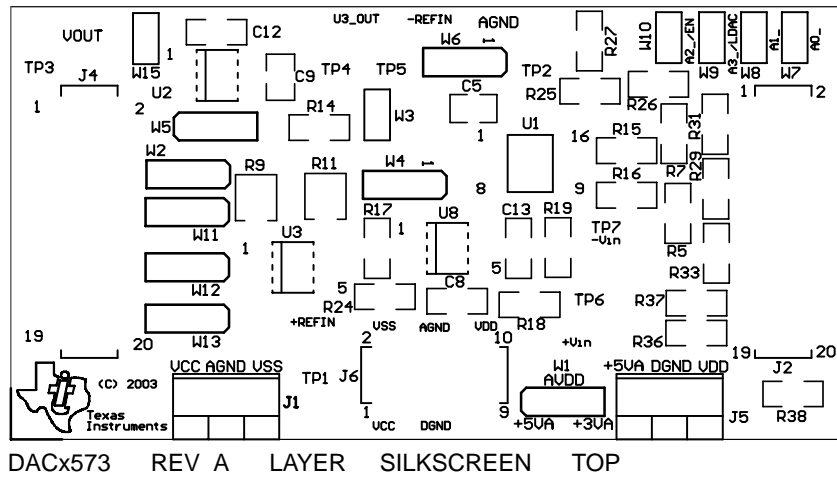 VOUT
W15
C12
U3_OUT
-REFIN
AGND
W6
1
R27
W10
A2_/EN
W9
A3_/LDAC
W8
A1_
W7
A0_
TP3
J4
1
2
1
U2
C9
TP4
TP5
W3
C5
TP2
R25
R26
1
2
W5
R14
1
U1
16
R15
R31
W2
R9
R11
W4
1
8
9
R16
R7
R29
W11
R17
1
U8
C13
R19
TP7
-Vin
R5
1
U3
W12
5
R24
C8
5
R18
TP6
R33
R37
W13
+REFIN
VSS
AGND
VDD
+Vin
R36
19
20
2
10
19
20
VCC AGND VSS
TP1
J6
W1
AVDD
+5VA DGND VDD
J2
(C) 2003
Texas
Instruments
J1
1
9
VCC
DGND
+5VA
+3VA
J5
R38
DACx573 REV A LAYER SILKSCREEN TOP